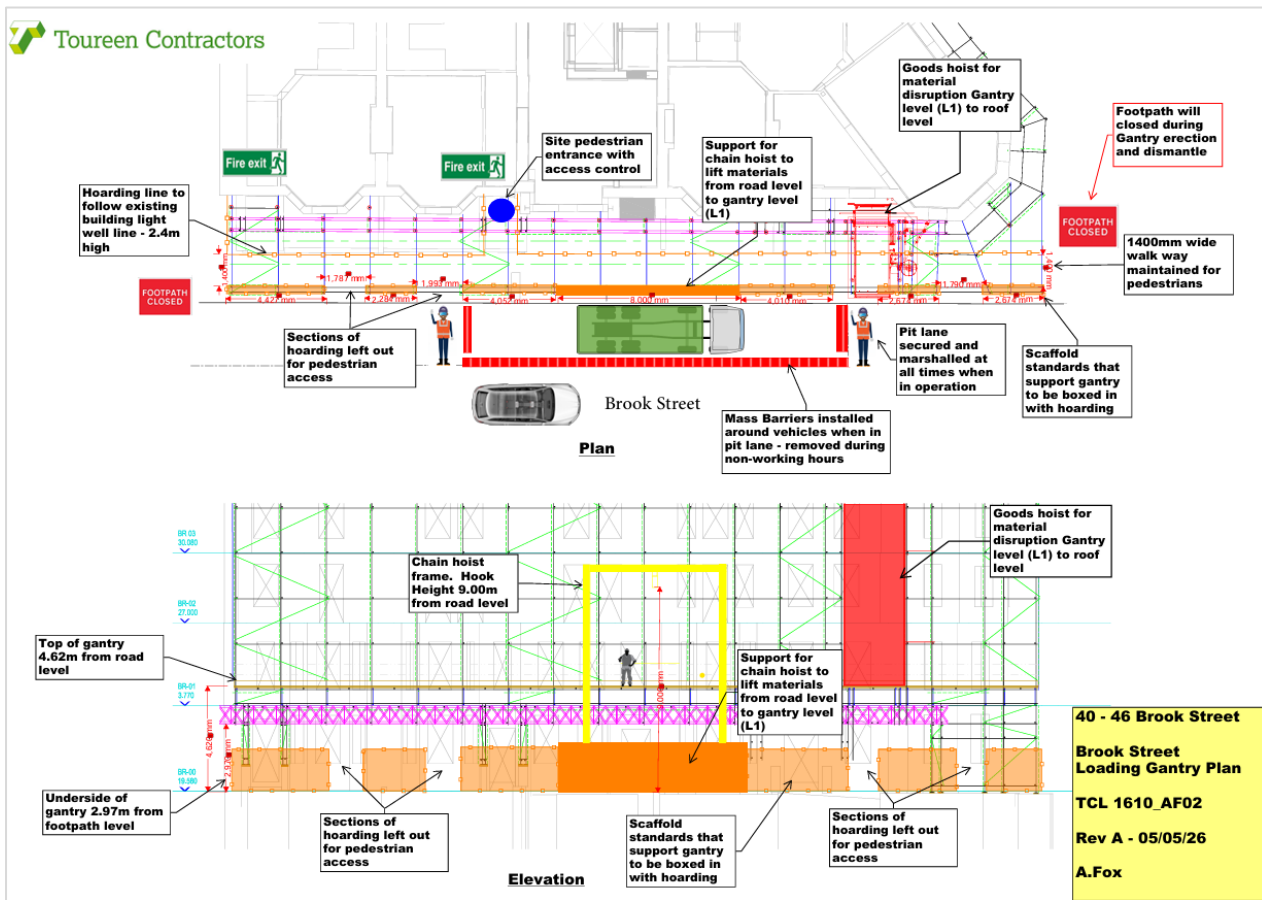 Toureen Contractors
Goods hoist for
material
disruption Gantry
level (L1) to roof
level
Footpath will
closed during
Gantry erection
and dismantle
Site pedestrian
entrance with
access control
Support for
chain hoist to
lift materials
from road level
to gantry level
(L1)
Fire exit
Fire exit
Hoarding line to
follow existing
building light
well line - 2.4m
high
FOOTPATH
CLOSED
1400mm wide
walk way
maintained for
pedestrians
FOOTPATH
CLOSED
1,787 mm
1,993 mm
1,790 mm
4,427 mm
2,284 mm
4,052 mm
8,000 mm
4,010 mm
2,674 mm
2,674 mm
Sections of
hoarding left out
for pedestrian
access
Pit lane
secured and
marshalled at
all times when
in operation
Scaffold
standards that
support gantry
to be boxed in
with hoarding
Brook Street
Mass Barriers installed
around vehicles when in
pit lane - removed during
non-working hours
Plan
Goods hoist for
material
disruption Gantry
level (L1) to roof
level
BR 03
30.080
Chain hoist
frame. Hook
Height 9.00m
from road level
BR-02
27.000
Top of gantry
4.62m from road
level
Support for
chain hoist to
lift materials
from road level
to gantry level
(L1)
BR-01
BR-00
Underside of
gantry 2.97m from
footpath level
Sections of
hoarding left out
for pedestrian
access
Scaffold
standards that
support gantry
to be boxed in
with hoarding
Sections of
hoarding left out
for pedestrian
access
Elevation
40 - 46 Brook Street
Brook Street
Loading Gantry Plan
TCL 1610_AF02
Rev A - 05/05/26
A.Fox